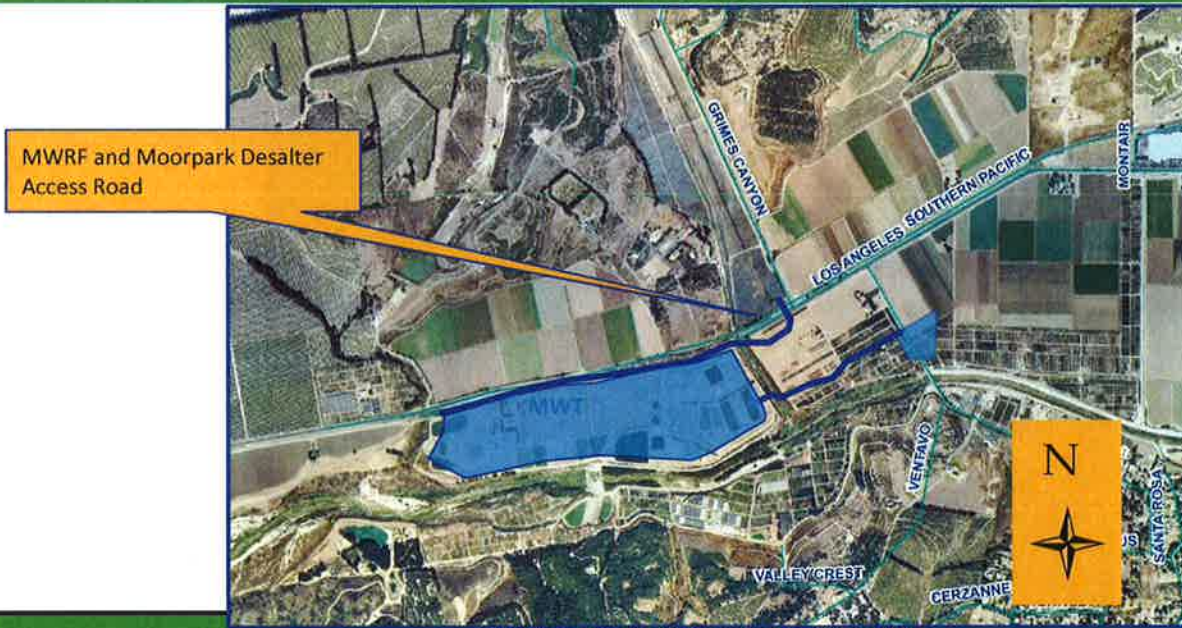 MWRF and Moorpark Desalter
Access Road
GRIMES CANYON
LOS ANGELES SOUTHERN PACIFIC
MONTAIR
MWT
VENTAVO
N
SANTA ROSA
US
VALLEY CREST
CERZANNE